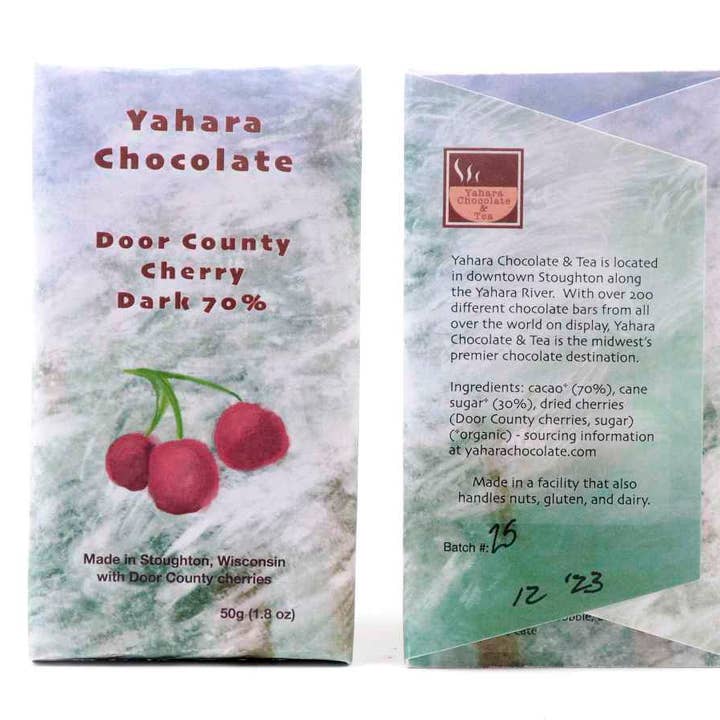 Yahara
Chocolate
Door County
Cherry
Dark 70%
Made in Stoughton, Wisconsin
with Door County cherries
50g (1.8 oz)
Yahara
Chocolate
&
Tea
Yahara Chocolate & Tea is located
in downtown Stoughton along
the Yahara River. With over 200
different chocolate bars from all
over the world on display, Yahara
Chocolate & Tea is the midwest's
premier chocolate destination.
Ingredients: cacao* (70%), cane
sugar* (30%), dried cherries
(Door County cherries, sugar)
(*organic) - sourcing information
at yaharachocolate.com
Made in a facility that also
handles nuts, gluten, and dairy.
Batch #: 25
12 '23